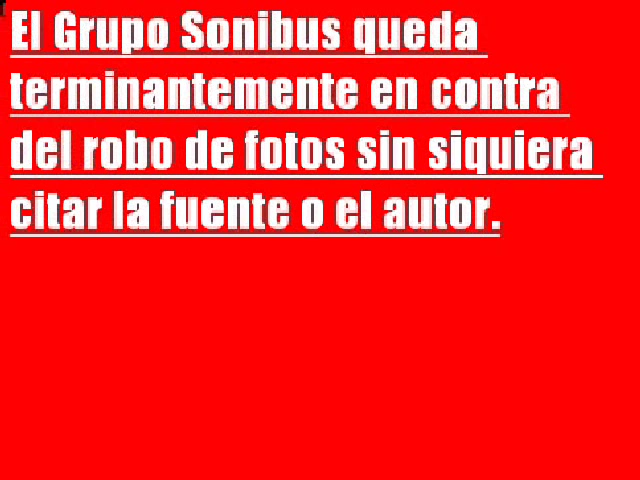 El Grupo Sonibus queda
terminantemente en contra
del robo de fotos sin siquiera
citar la fuente o el autor.